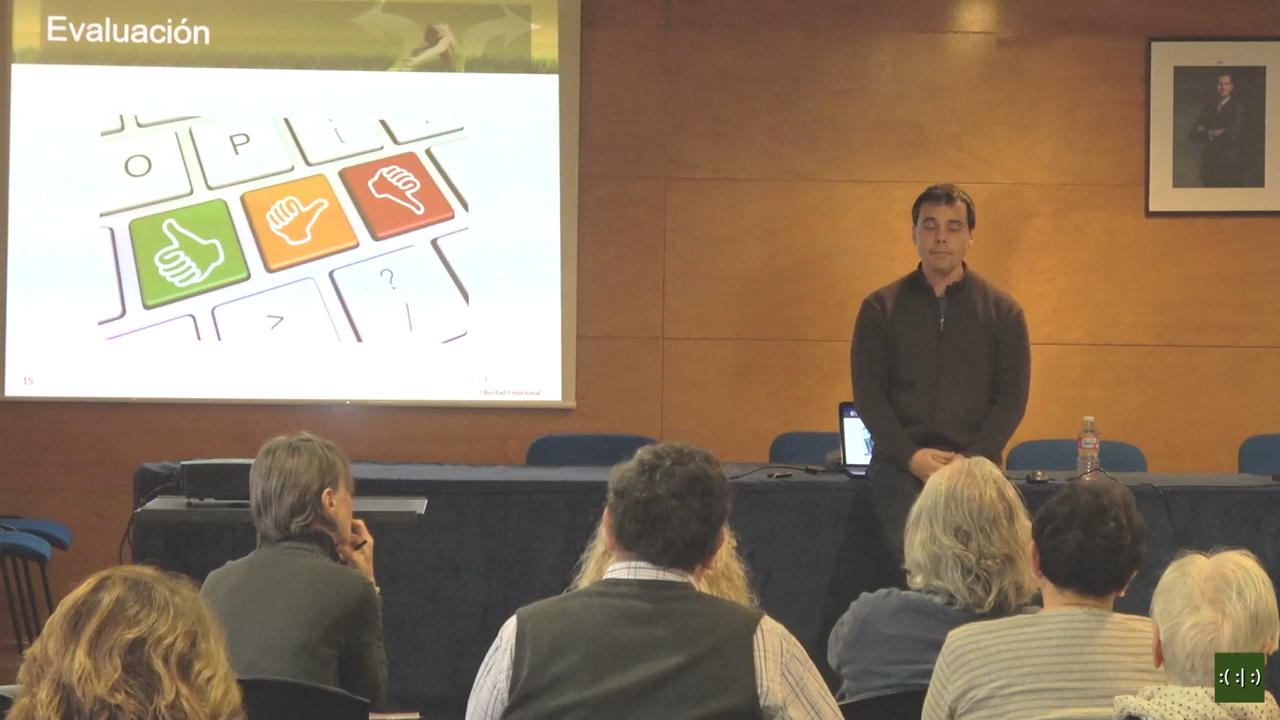 Evaluación
O P
?
> /
15
Libertad Emocional
:( :| :)